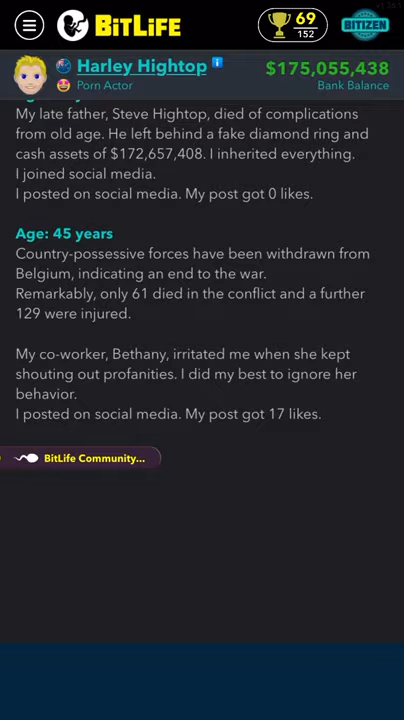 BitLife
69
152
BITIZEN
Harley Hightop
$175,055,438
Porn Actor
Bank Balance
My late father, Steve Hightop, died of complications
from old age. He left behind a fake diamond ring and
cash assets of $172,657,408. I inherited everything.
I joined social media.
I posted on social media. My post got 0 likes.
Age: 45 years
Country-possessive forces have been withdrawn from
Belgium, indicating an end to the war.
Remarkably, only 61 died in the conflict and a further
129 were injured.
My co-worker, Bethany, irritated me when she kept
shouting out profanities. I did my best to ignore her
behavior.
I posted on social media. My post got 17 likes.
BitLife Community...